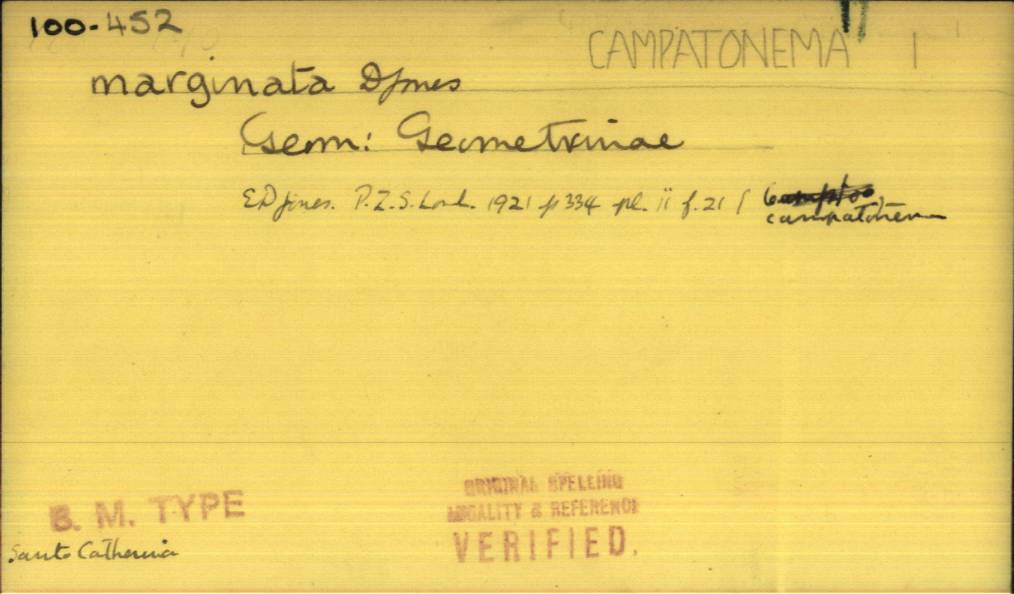 100-452
CAMPATONEMA 1
marginata D Jones
Geom: Geometrinae
E D Jones. P.Z.S. Lond. 1921 p 334 pl. ii f. 21 (
campatonema
B. M. TYPE
ORIGINAL SPELLING
LOCALITY & REFERENCE
VERIFIED.
Santo Catherina